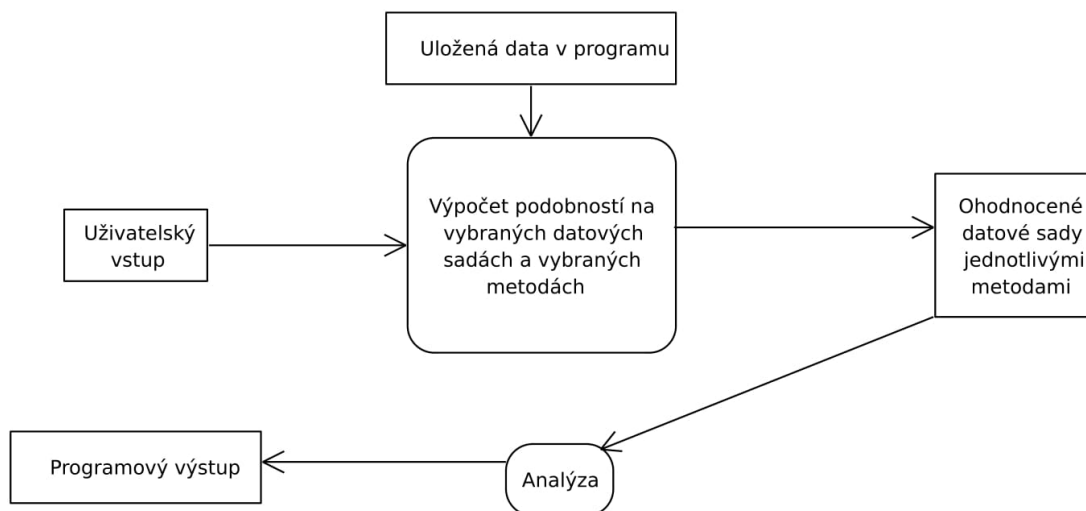 Uložená data v programu
Uživatelský
vstup
Výpočet podobností na
vybraných datových
sadách a vybraných
metodách
Ohodnocené
datové sady
jednotlivými
metodami
Programový výstup
Analýza